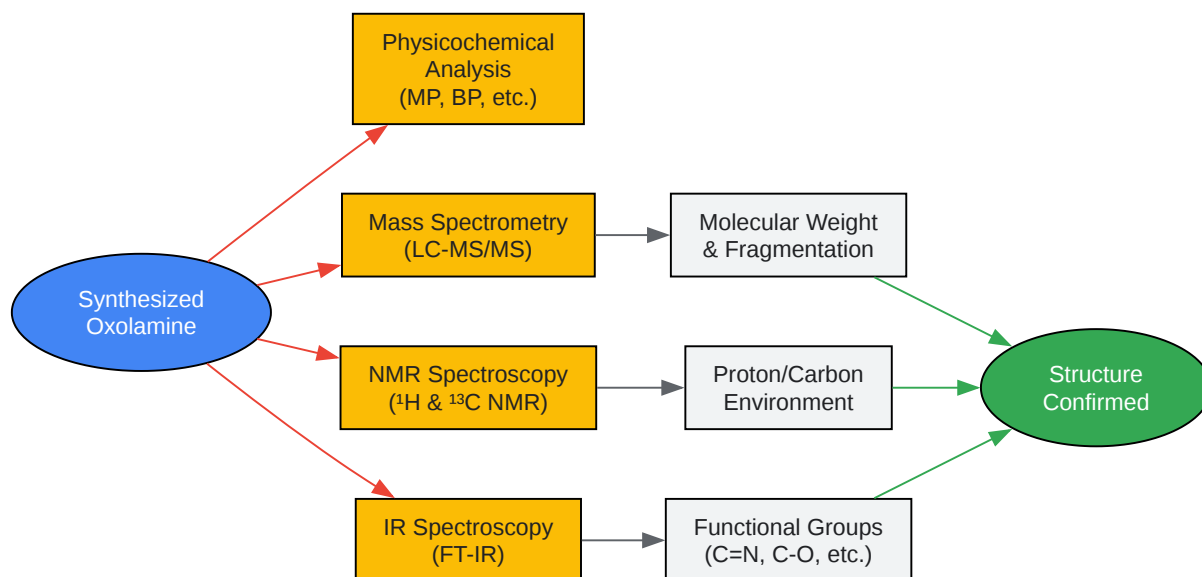 Physicochemical
Analysis
(MP, BP, etc.)
Mass Spectrometry
(LC-MS/MS)
Molecular Weight
& Fragmentation
Synthesized
Oxolamine
NMR Spectroscopy
(¹H & ¹³C NMR)
Proton/Carbon
Environment
Structure
Confirmed
IR Spectroscopy
(FT-IR)
Functional Groups
(C=N, C-O, etc.)